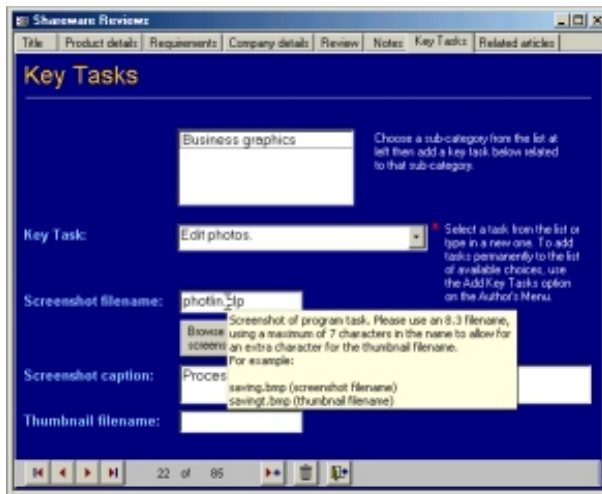 Shareware Reviews
Title Product details Requirements Company details Review Notes Key Tasks Related articles
Key Tasks
Business graphics
Choose a sub-category from the list at
left then add a key task below related
to that sub-category.
Key Task:
Edit photos.
* Select a task from the list or
type in a new one. To add
tasks permanently to the list
of available choices, use
the Add Key Tasks option
on the Author's Menu.
Screenshot filename:
Browse
screens
Screenshot of program task. Please use an 8.3 filename,
using a maximum of 7 characters in the name to allow for
an extra character for the thumbnail filename.
For example:
saving.bmp (screenshot filename)
savingt.bmp (thumbnail filename)
Screenshot caption:
Proces
Thumbnail filename:
22 of 86